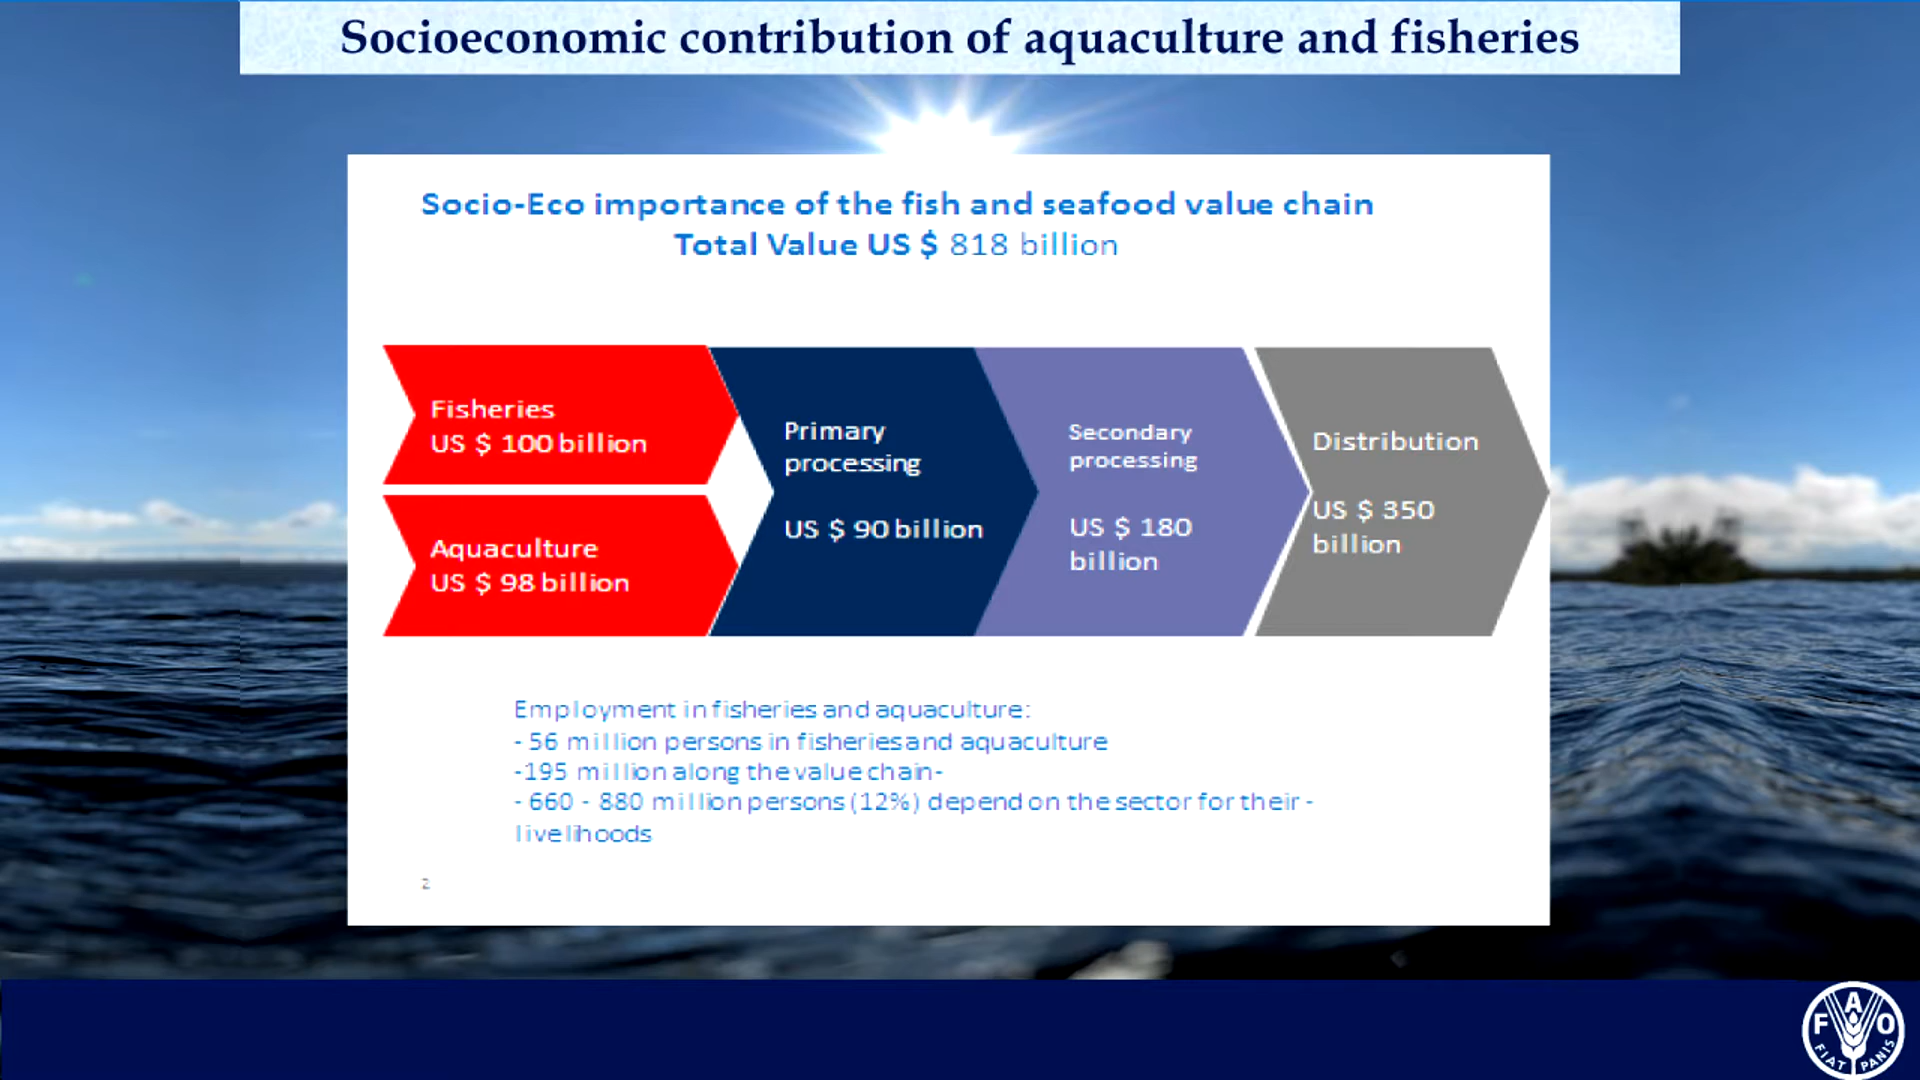 Socioeconomic contribution of aquaculture and fisheries
Socio-Eco importance of the fish and seafood value chain
Total Value US $ 818 billion
Fisheries
US $ 100 billion
Aquaculture
US $ 98 billion
Primary
processing
US $ 90 billion
Secondary
processing
US $ 180
billion
Distribution
US $ 350
billion
Employment in fisheries and aquaculture:
- 56 million persons in fisheries and aquaculture
-195 million along the value chain-
- 660 - 880 million persons (12%) depend on the sector for their -
livelihoods
2
FAO
FIAT PANIS